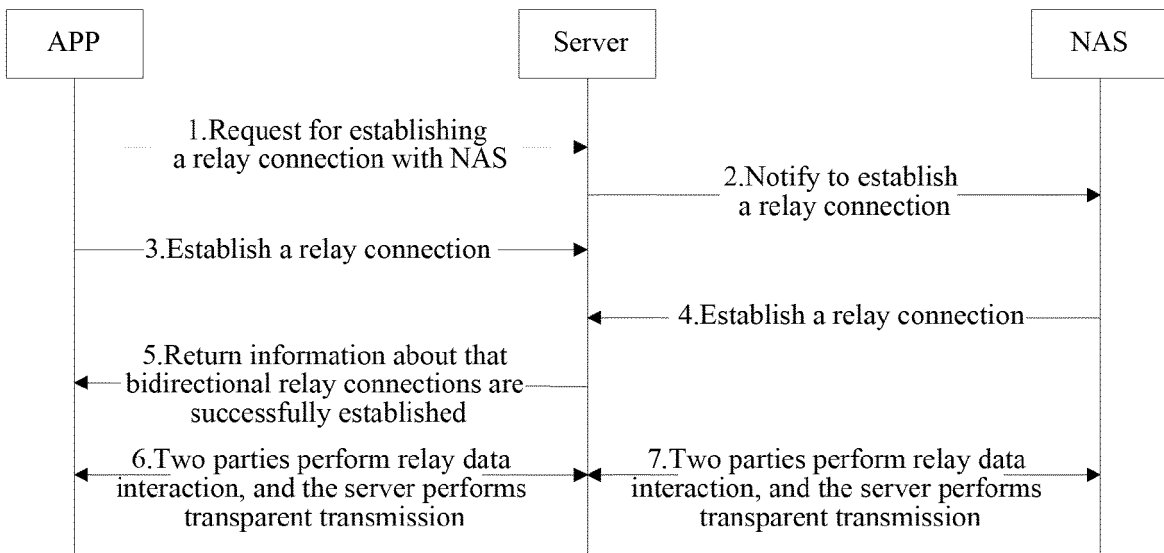 APP
Server
NAS
1.Request for establishing
a relay connection with NAS
2.Notify to establish
a relay connection
3.Establish a relay connection
4.Establish a relay connection
5.Return information about that
bidirectional relay connections are
successfully established
6.Two parties perform relay data
interaction, and the server performs
transparent transmission
7.Two parties perform relay data
interaction, and the server performs
transparent transmission